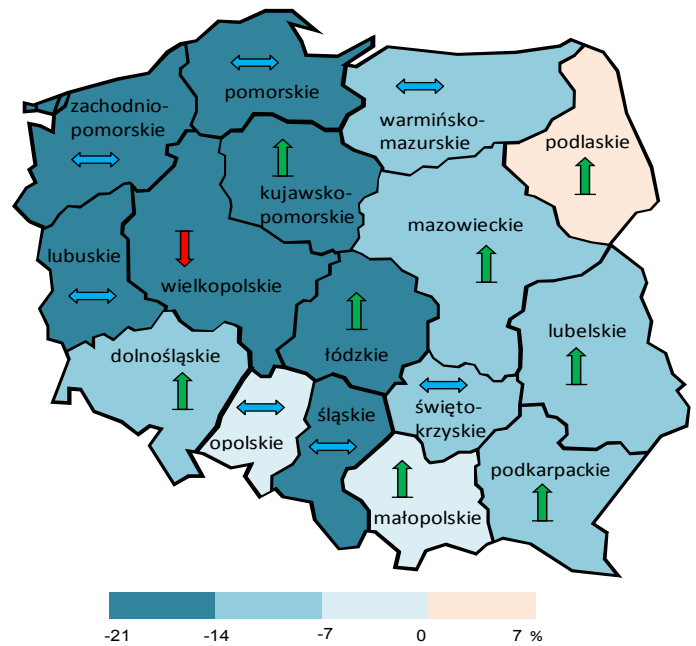 pomorskie
zachodnio-
pomorskie
warmińsko-
mazurskie
podlaskie
kujawsko-
pomorskie
mazowieckie
lubuskie
wielkopolskie
lubelskie
dolnośląskie
łódzkie
opolskie
śląskie
święto-
krzyskie
podkarpackie
małopolskie
-21 -14 -7 0 7 %